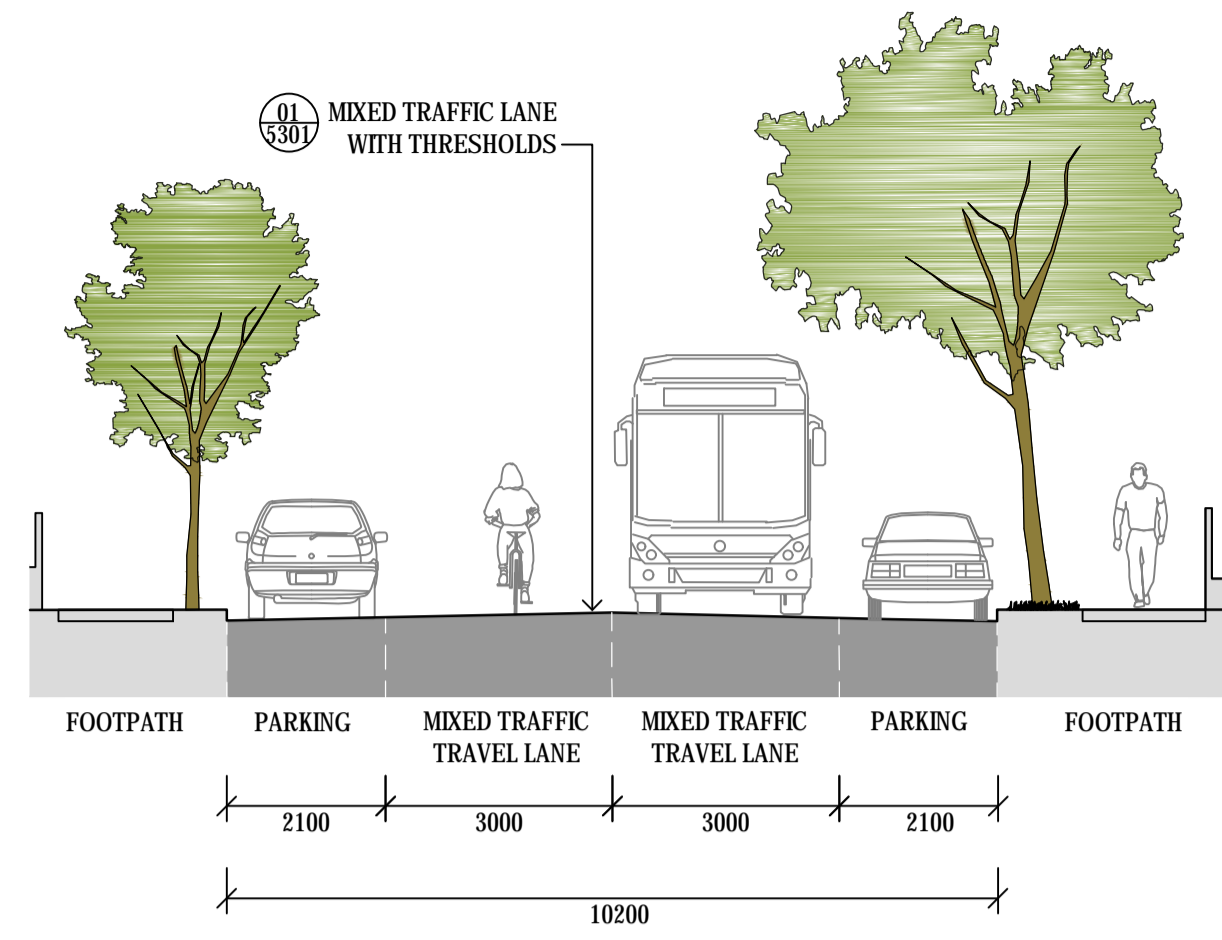 01
5301
MIXED TRAFFIC LANE
WITH THRESHOLDS
FOOTPATH PARKING MIXED TRAFFIC MIXED TRAFFIC PARKING FOOTPATH
TRAVEL LANE TRAVEL LANE
2100 3000 3000 2100
10200